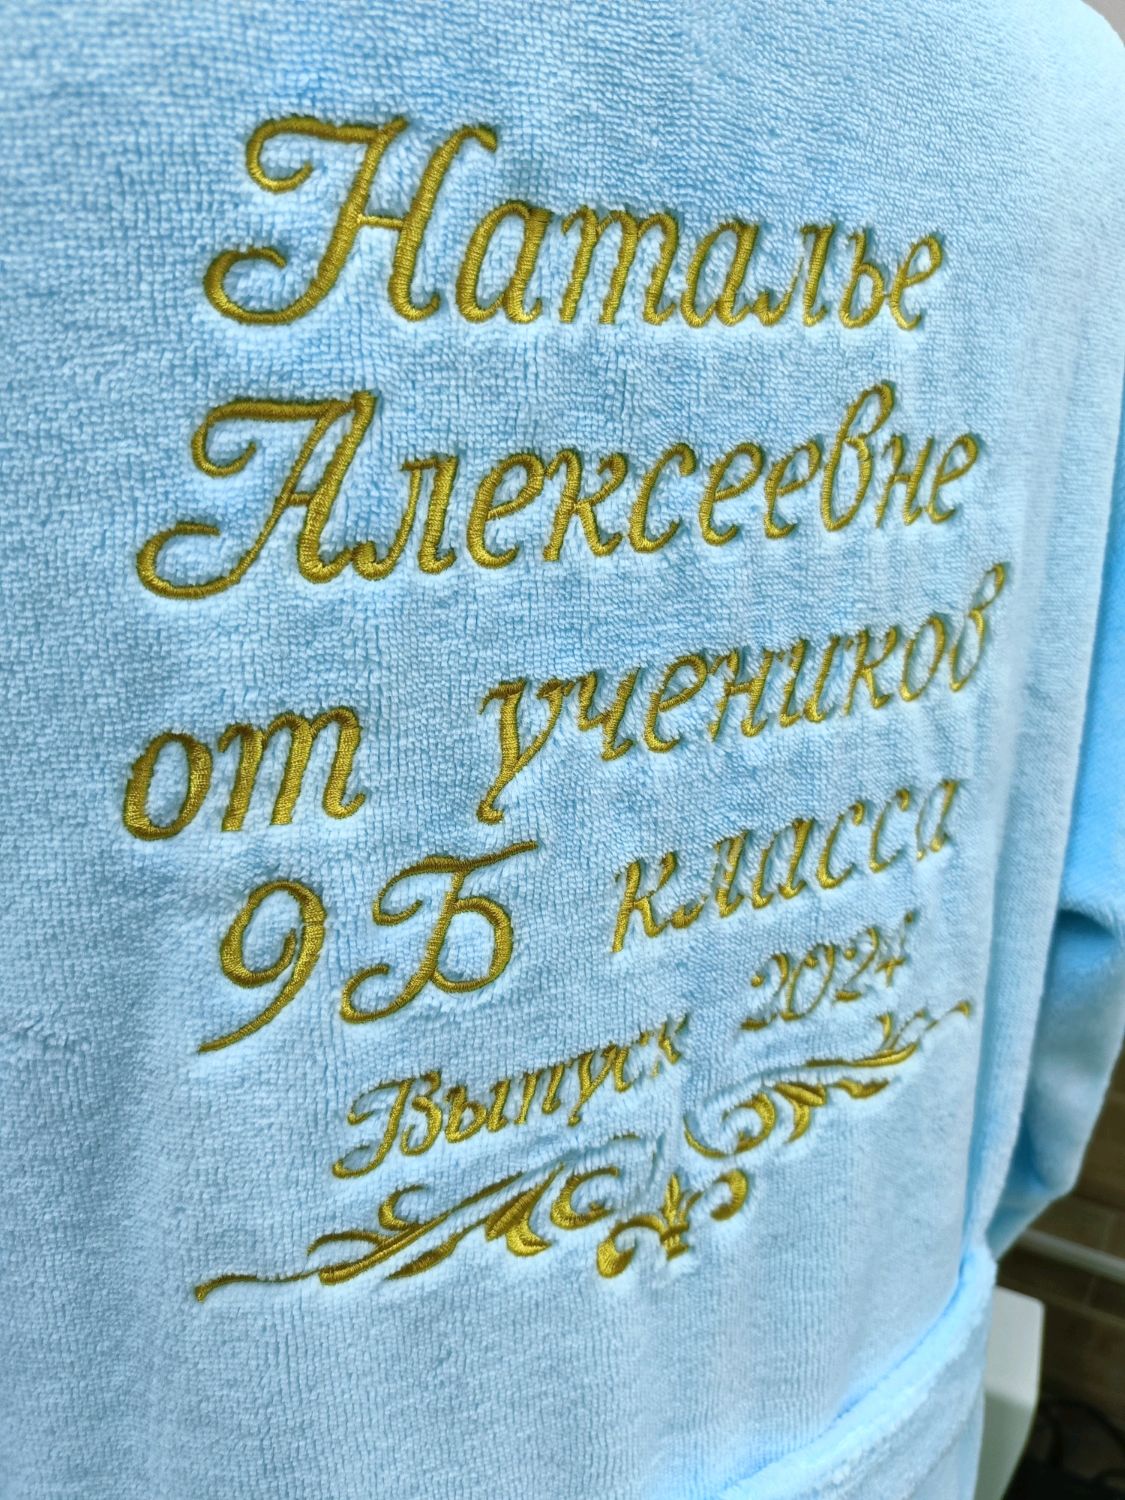 Наталье
Алексеевне
от учеников
9Б класса
Выпуск 2024